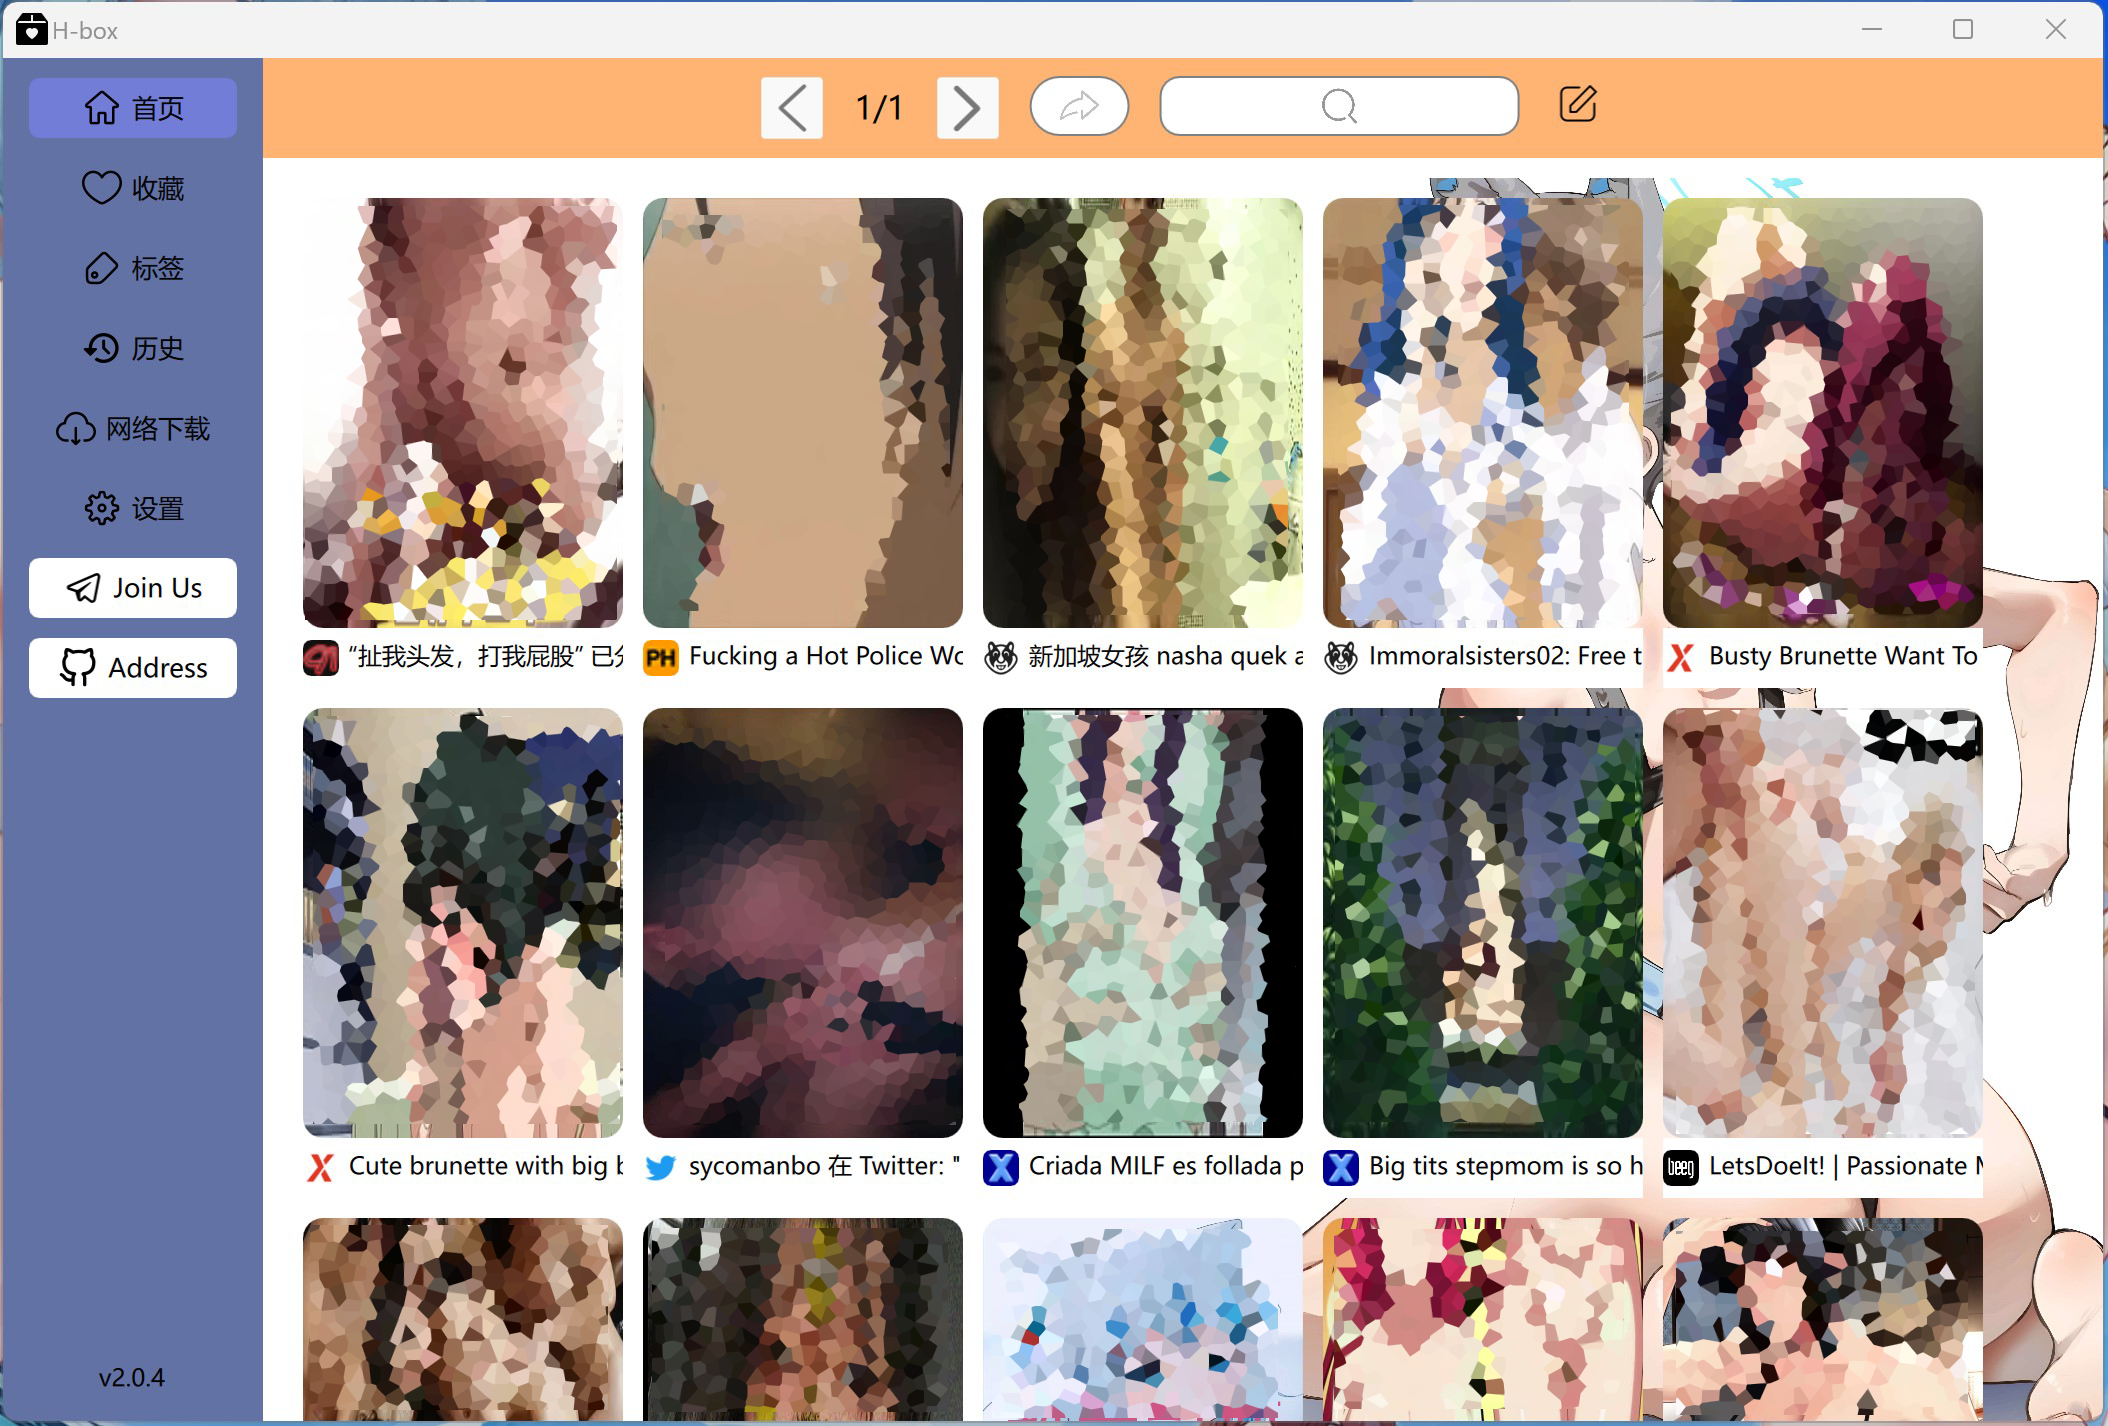 H-box
首页
1/1
收藏
标签
历史
网络下载
设置
Join Us
Address
“扯我头发，打我屁股” 已
PH
Fucking a Hot Police Wo
新加坡女孩 nasha quek a
Immoralsisters02: Free t
X
Busty Brunette Want To
X
Cute brunette with big b
sycomanbo 在 Twitter: "
X
Criada MILF es follada p
X
Big tits stepmom is so h
beeg
LetsDoeIt! | Passionate M
v2.0.4